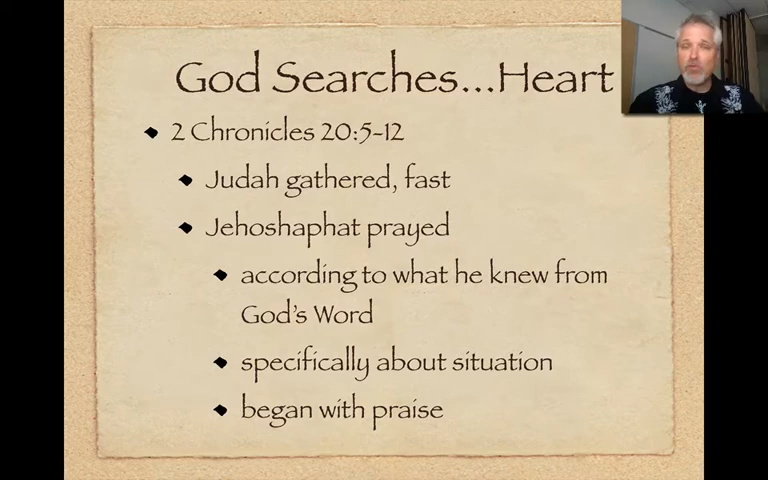 God Searches...Heart
2 Chronicles 20:5-12
Judah gathered, fast
Jehoshaphat prayed
according to what he knew from
God's Word
specifically about situation
began with praise